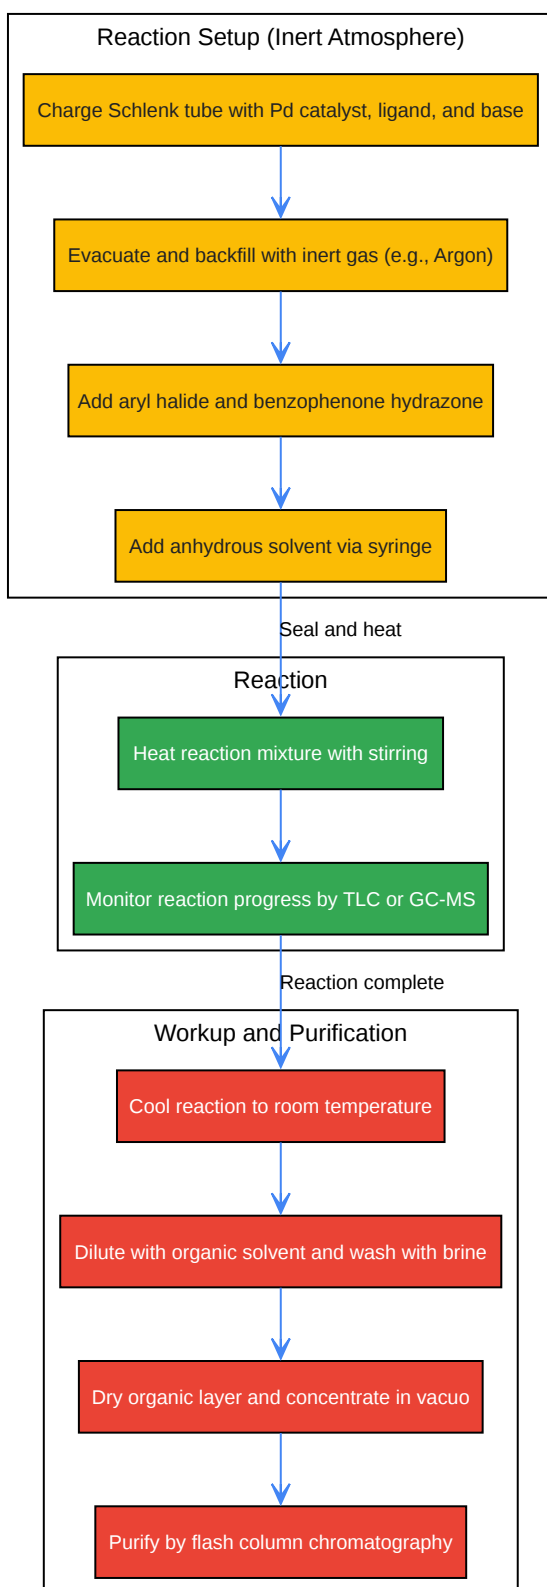 Reaction Setup (Inert Atmosphere)
Charge Schlenk tube with Pd catalyst, ligand, and base
Evacuate and backfill with inert gas (e.g., Argon)
Add aryl halide and benzophenone hydrazone
Add anhydrous solvent via syringe
Seal and heat
Reaction
Heat reaction mixture with stirring
Monitor reaction progress by TLC or GC-MS
Reaction complete
Workup and Purification
Cool reaction to room temperature
Dilute with organic solvent and wash with brine
Dry organic layer and concentrate in vacuo
Purify by flash column chromatography